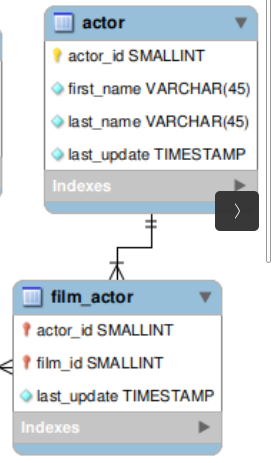 actor
actor_id SMALLINT
first_name VARCHAR(45)
last_name VARCHAR(45)
last_update TIMESTAMP
Indexes
film_actor
actor_id SMALLINT
film_id SMALLINT
last_update TIMESTAMP
Indexes